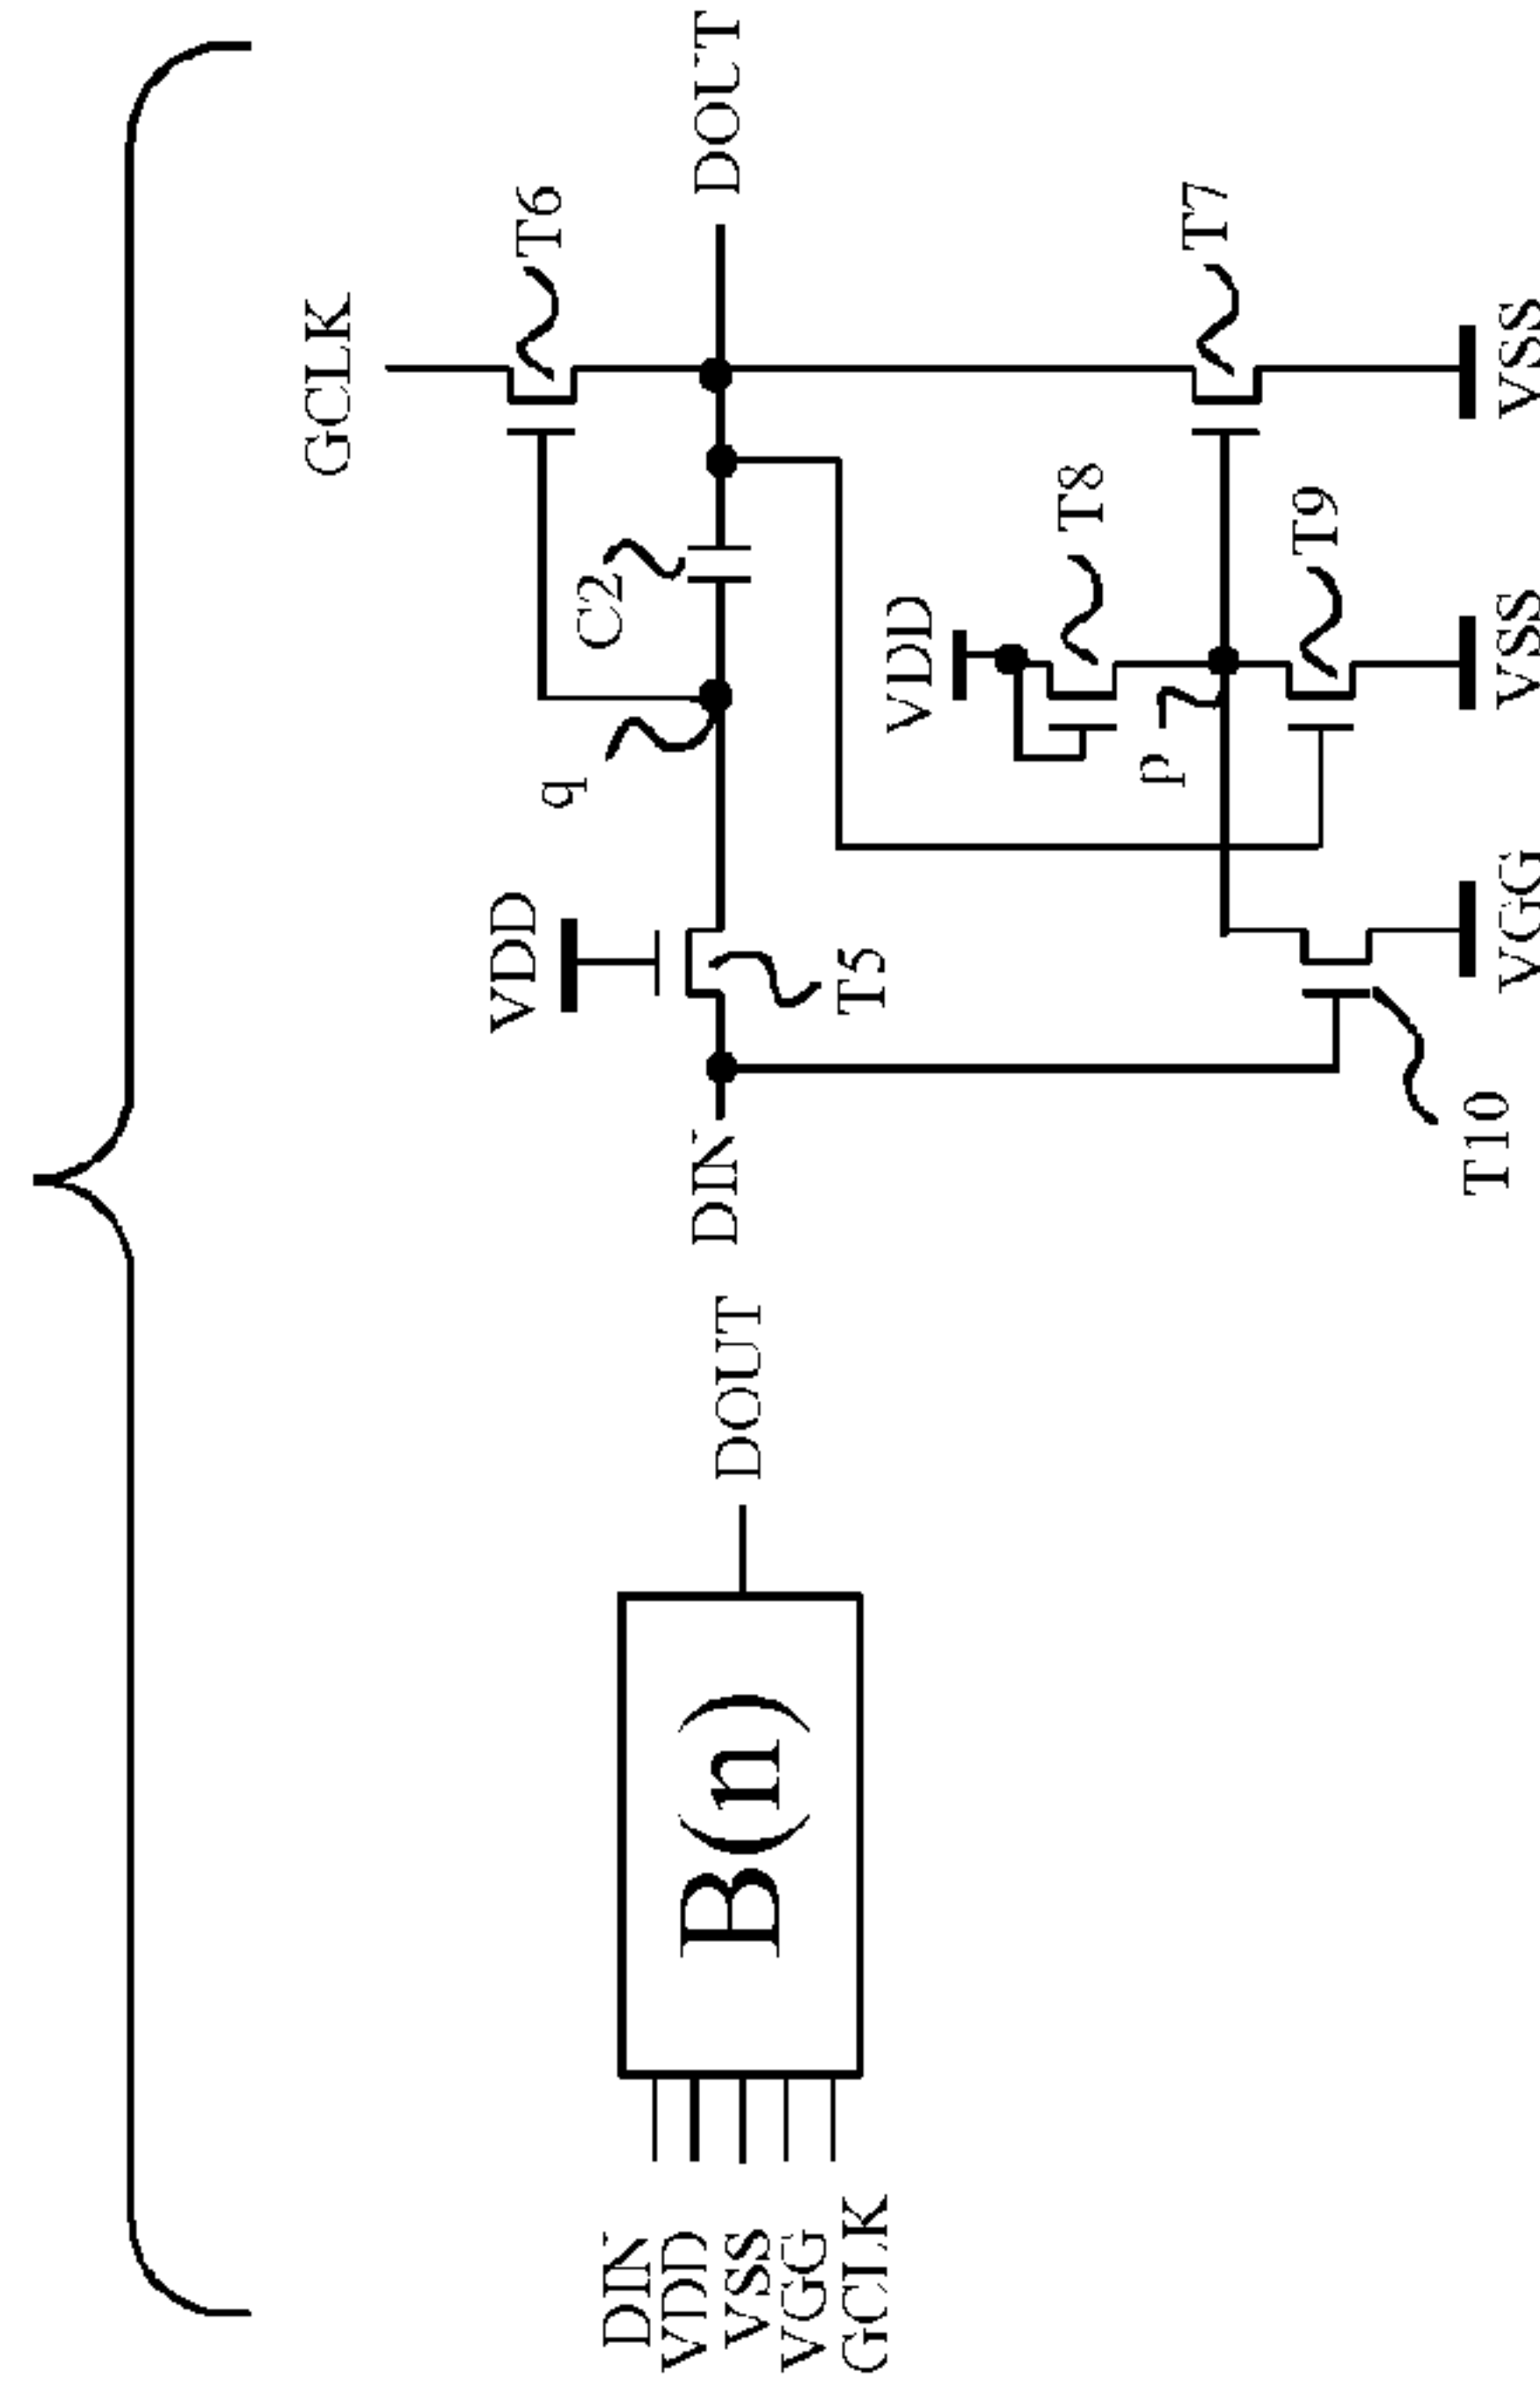 DIN
VDD
VSS
VGG
GCLK
B(n)
DOUT
GCLK
VDD
T6
q
C2
DIN
DOUT
T5
VDD
T8
p
T7
T9
T10
VGG
VSS
VSS